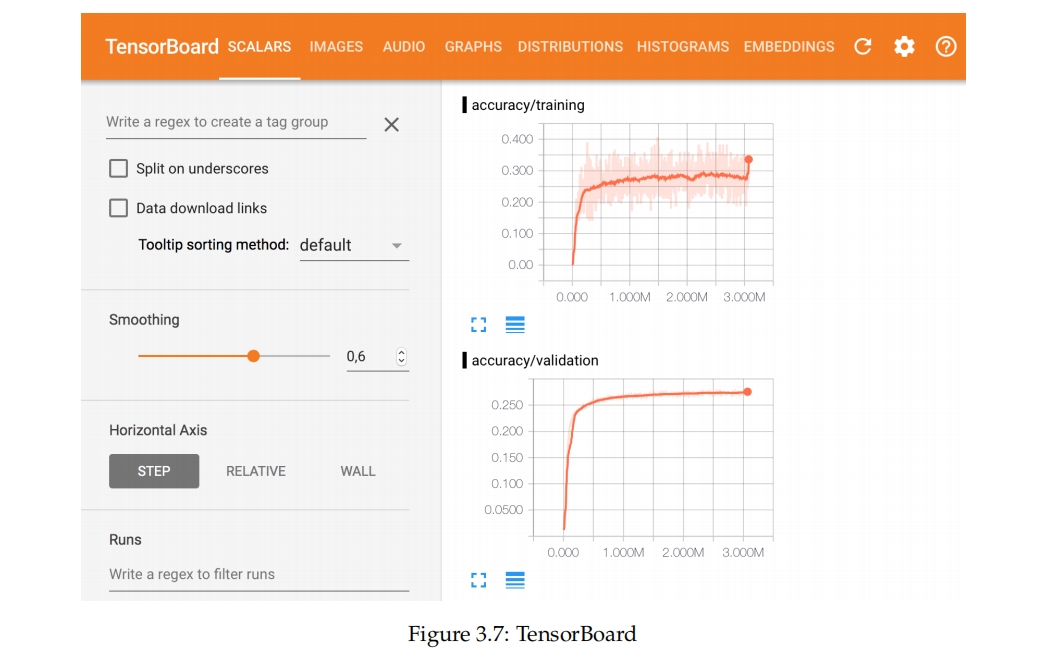 TensorBoard SCALARS IMAGES AUDIO GRAPHS DISTRIBUTIONS HISTOGRAMS EMBEDDINGS
Write a regex to create a tag group
Split on underscores
Data download links
Tooltip sorting method: default
Smoothing
0,6
Horizontal Axis
STEP RELATIVE WALL
Runs
Write a regex to filter runs
accuracy/training
0.400
0.300
0.200
0.100
0.00
0.000 1.000M 2.000M 3.000M
accuracy/validation
0.250
0.200
0.150
0.100
0.0500
0.000 1.000M 2.000M 3.000M
Figure 3.7: TensorBoard